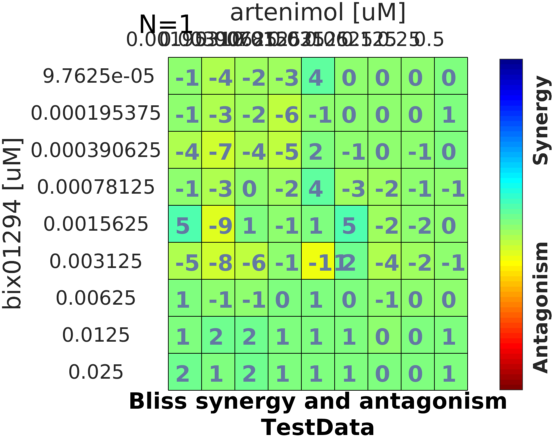 artenimol [uM]
N=1
9.7625e-05 -1 -4 -2 -3 4 0 0 0 0
0.000195375 -1 -3 -2 -6 -1 0 0 0 1
0.000390625 -4 -7 -4 -5 2 -1 0 -1 0
0.00078125 -1 -3 0 -2 4 -3 -2 -1 -1
0.0015625 5 -9 1 -1 1 5 -2 -2 0
0.003125 -5 -8 -6 -1 -11 2 -4 -2 -1
0.00625 1 -1 -1 0 1 0 -1 0 0
0.0125 1 2 2 1 1 1 0 0 1
0.025 2 1 2 1 1 1 0 0 1
bix01294 [uM]
Synergy
Antagonism
Bliss synergy and antagonism
TestData